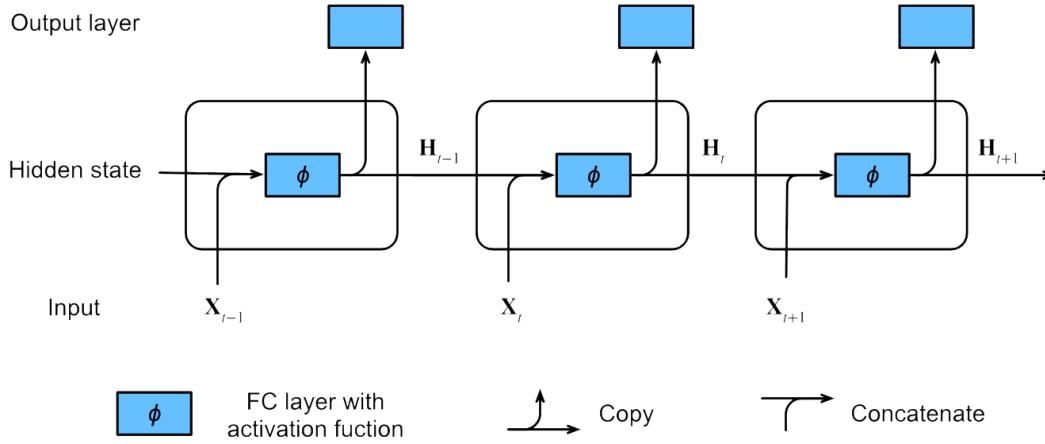 Output layer
Hidden state
ϕ
H_{t−1}
ϕ
H_t
ϕ
H_{t+1}
Input
X_{t−1}
X_t
X_{t+1}
ϕ
FC layer with
activation fuction
Copy
Concatenate